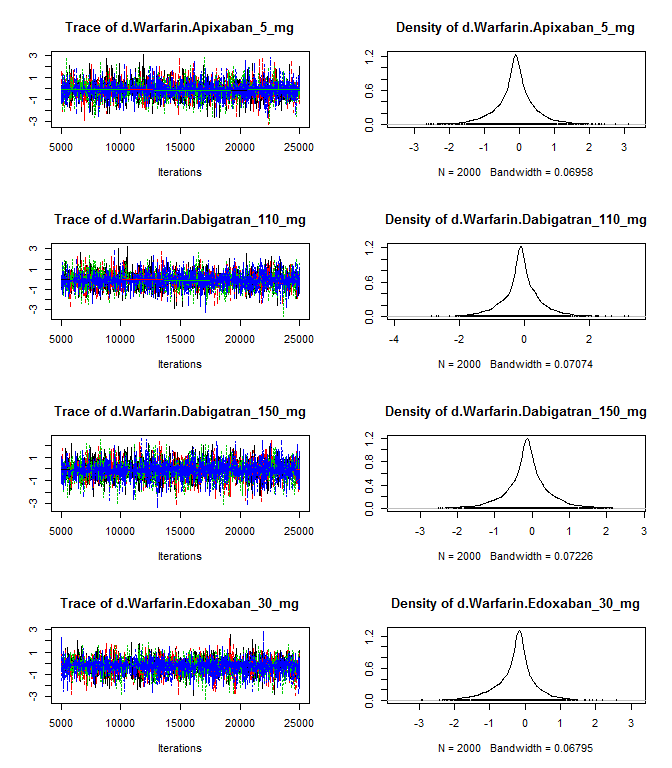 Trace of d.Warfarin.Apixaban_5_mg
3
1
-1
-3
5000 10000 15000 20000 25000
Iterations
Density of d.Warfarin.Apixaban_5_mg
1.2
0.6
0.0
-3 -2 -1 0 1 2 3
N = 2000 Bandwidth = 0.06958
Trace of d.Warfarin.Dabigatran_110_mg
3
1
-1
-3
5000 10000 15000 20000 25000
Iterations
Density of d.Warfarin.Dabigatran_110_mg
1.2
0.6
0.0
-4 -2 0 2
N = 2000 Bandwidth = 0.07074
Trace of d.Warfarin.Dabigatran_150_mg
1
-1
-3
5000 10000 15000 20000 25000
Iterations
Density of d.Warfarin.Dabigatran_150_mg
1.2
0.8
0.4
0.0
-3 -2 -1 0 1 2 3
N = 2000 Bandwidth = 0.07226
Trace of d.Warfarin.Edoxaban_30_mg
3
1
-1
-3
5000 10000 15000 20000 25000
Iterations
Density of d.Warfarin.Edoxaban_30_mg
1.2
0.6
0.0
-3 -2 -1 0 1 2 3
N = 2000 Bandwidth = 0.06795